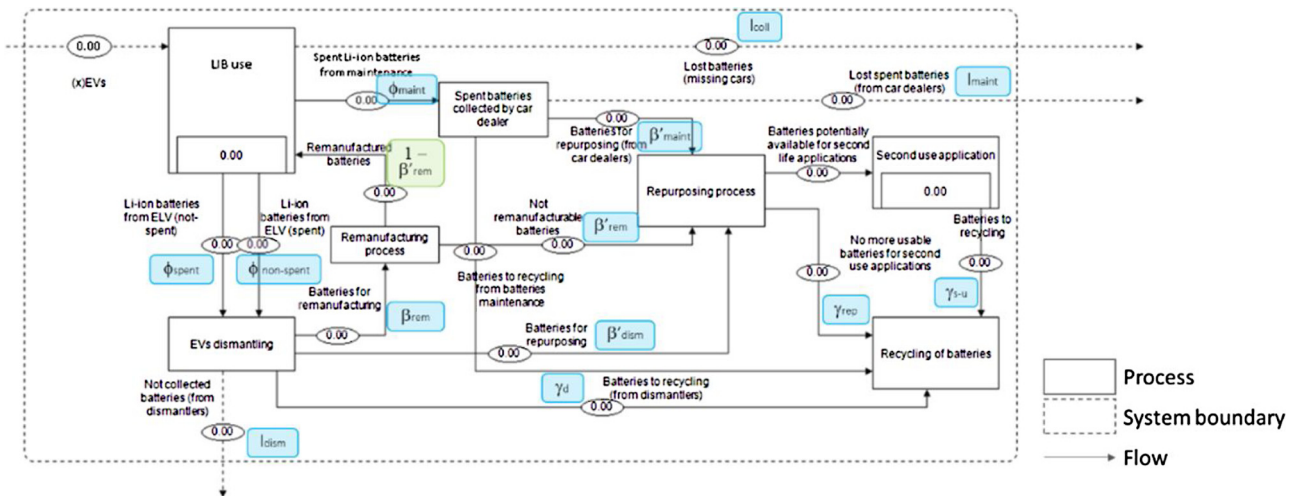 0.00
(x)EVs
LIB use
0.00
Spent Li-ion batteries
from maintenance
ϕmaint
0.00
Spent batteries
collected by car
dealer
lcoll
0.00
Lost batteries
(missing cars)
Lost spent batteries
(from car dealers)
lmaint
0.00
0.00
Batteries for
repurposing (from
car dealers)
β'maint
Remanufactured
batteries
1 –
β'rem
0.00
Repurposing process
Batteries potentially
available for second
life applications
0.00
Second use application
0.00
Li-ion batteries
from ELV (not-
spent)
Li-ion
batteries from
ELV (spent)
0.00
0.00
ϕspent
ϕnon-spent
Remanufacturing
process
Not
remanufacturable
batteries
0.00
β'rem
0.00
Batteries to recycling
from batteries
maintenance
No more usable
batteries for second
use applications
0.00
γrep
Batteries to
recycling
0.00
γs-u
Batteries for
remanufacturing
βrem
0.00
EVs dismantling
Batteries for
repurposing
β'dism
0.00
Recycling of batteries
Not collected
batteries (from
dismantlers)
γd
Batteries to recycling
(from dismantlers)
0.00
0.00
ldism
Process
System boundary
Flow